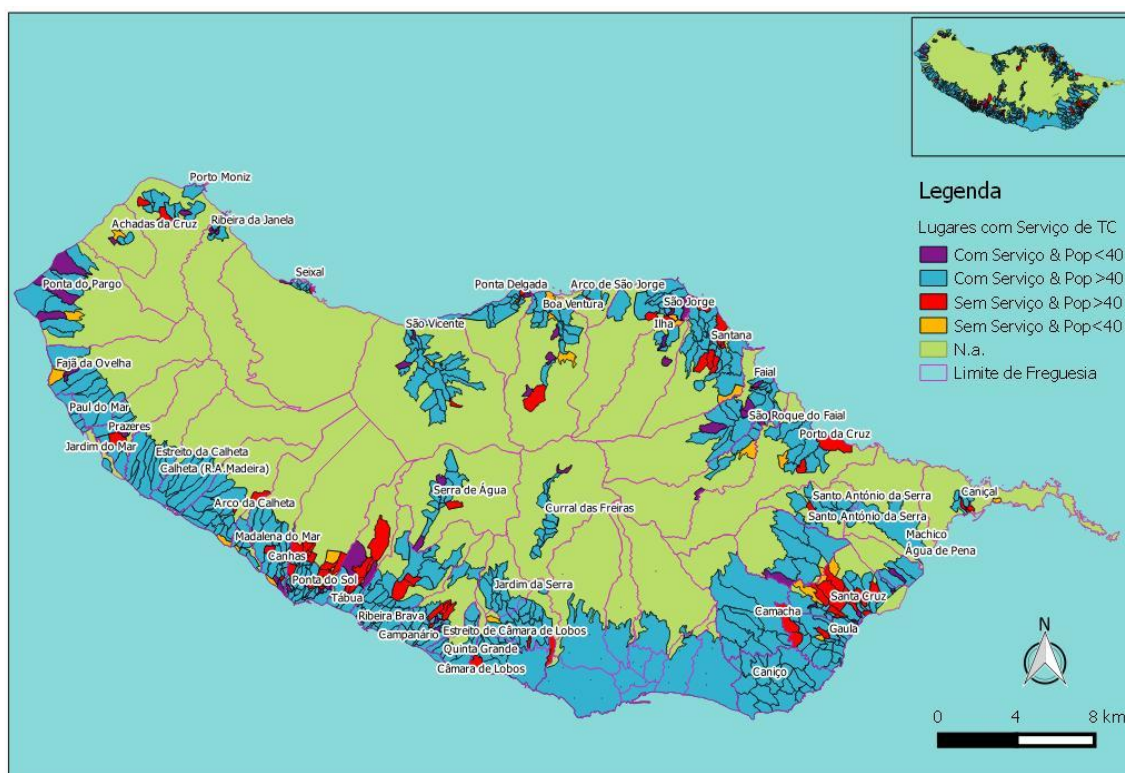 Legenda
Lugares com Serviço de TC
Com Serviço & Pop<40
Com Serviço & Pop>40
Sem Serviço & Pop>40
Sem Serviço & Pop<40
N.a.
Limite de Freguesia
Porto Moniz
Achadas da Cruz
Ribeira da Janela
Seixal
Ponta do Pargo
Ponta Delgada
Arco de São Jorge
Boa Ventura
São Jorge
São Vicente
Ilha
Santana
Fajã da Ovelha
Faial
Paul do Mar
São Roque do Faial
Prazeres
Porto da Cruz
Jardim do Mar
Estreito da Calheta
Calheta (R.A.Madeira)
Serra de Água
Santo António da Serra
Caniçal
Arco da Calheta
Curral das Freiras
Santo António da Serra
Madalena do Mar
Machico
Canhas
Água de Pena
Ponta do Sol
Jardim da Serra
Tábua
Santa Cruz
Ribeira Brava
Camacha
Campanário
Estreito de Câmara de Lobos
Gaula
Quinta Grande
Câmara de Lobos
Caniço
N
0 4 8 km